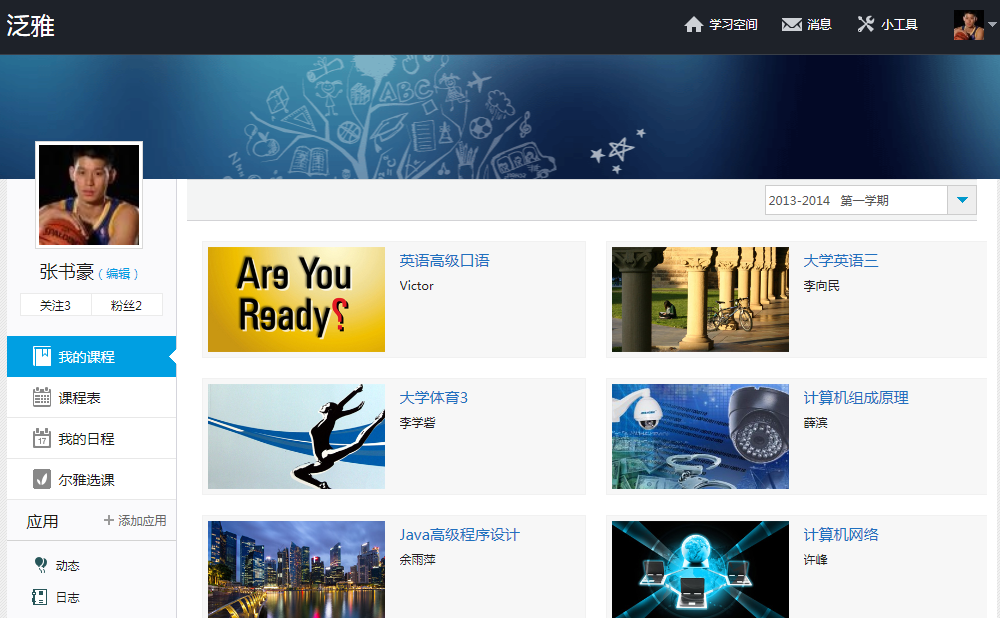 泛雅
学习空间 消息 小工具
ABC
2013-2014 第一学期
张书豪 ( 编辑 )
关注3 粉丝2
我的课程
课程表
17 我的日程
尔雅选课
应用 + 添加应用
动态
日志
Are You
Ready?
英语高级口语
Victor
大学英语三
李向民
大学体育3
李学砦
计算机组成原理
薛滨
Java高级程序设计
余雨萍
计算机网络
许峰